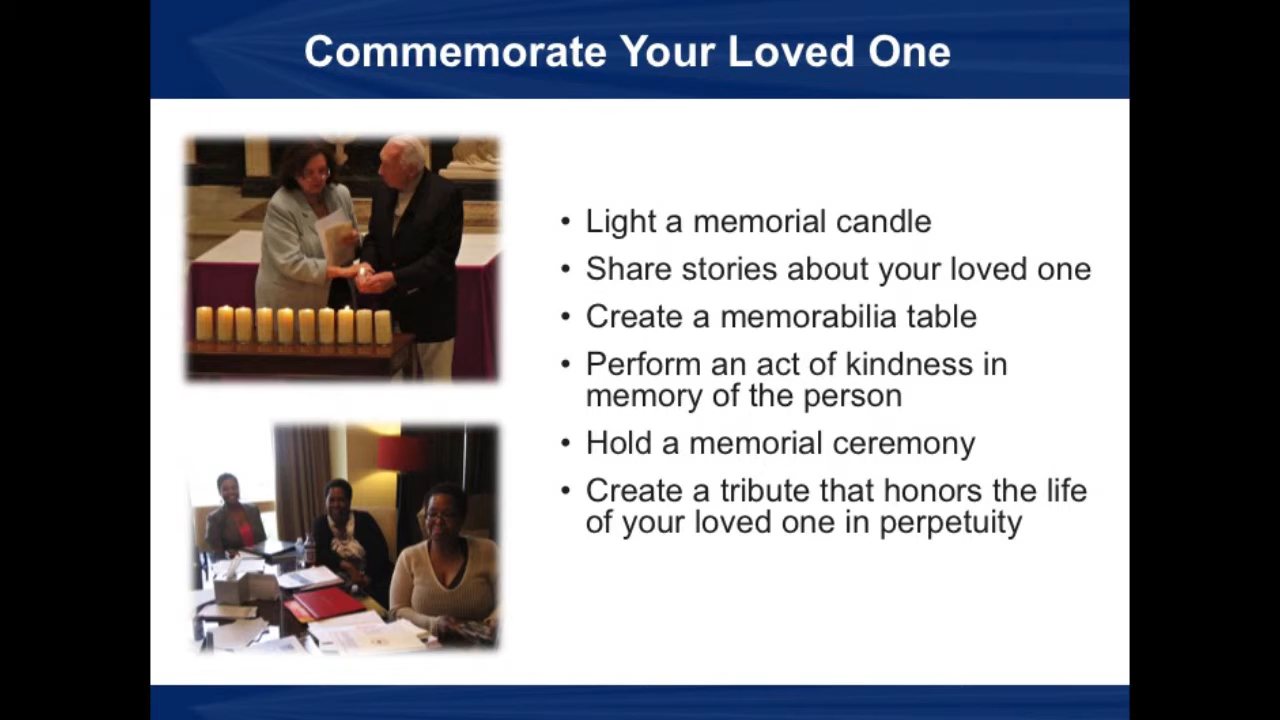 Commemorate Your Loved One
• Light a memorial candle
• Share stories about your loved one
• Create a memorabilia table
• Perform an act of kindness in
memory of the person
• Hold a memorial ceremony
• Create a tribute that honors the life
of your loved one in perpetuity